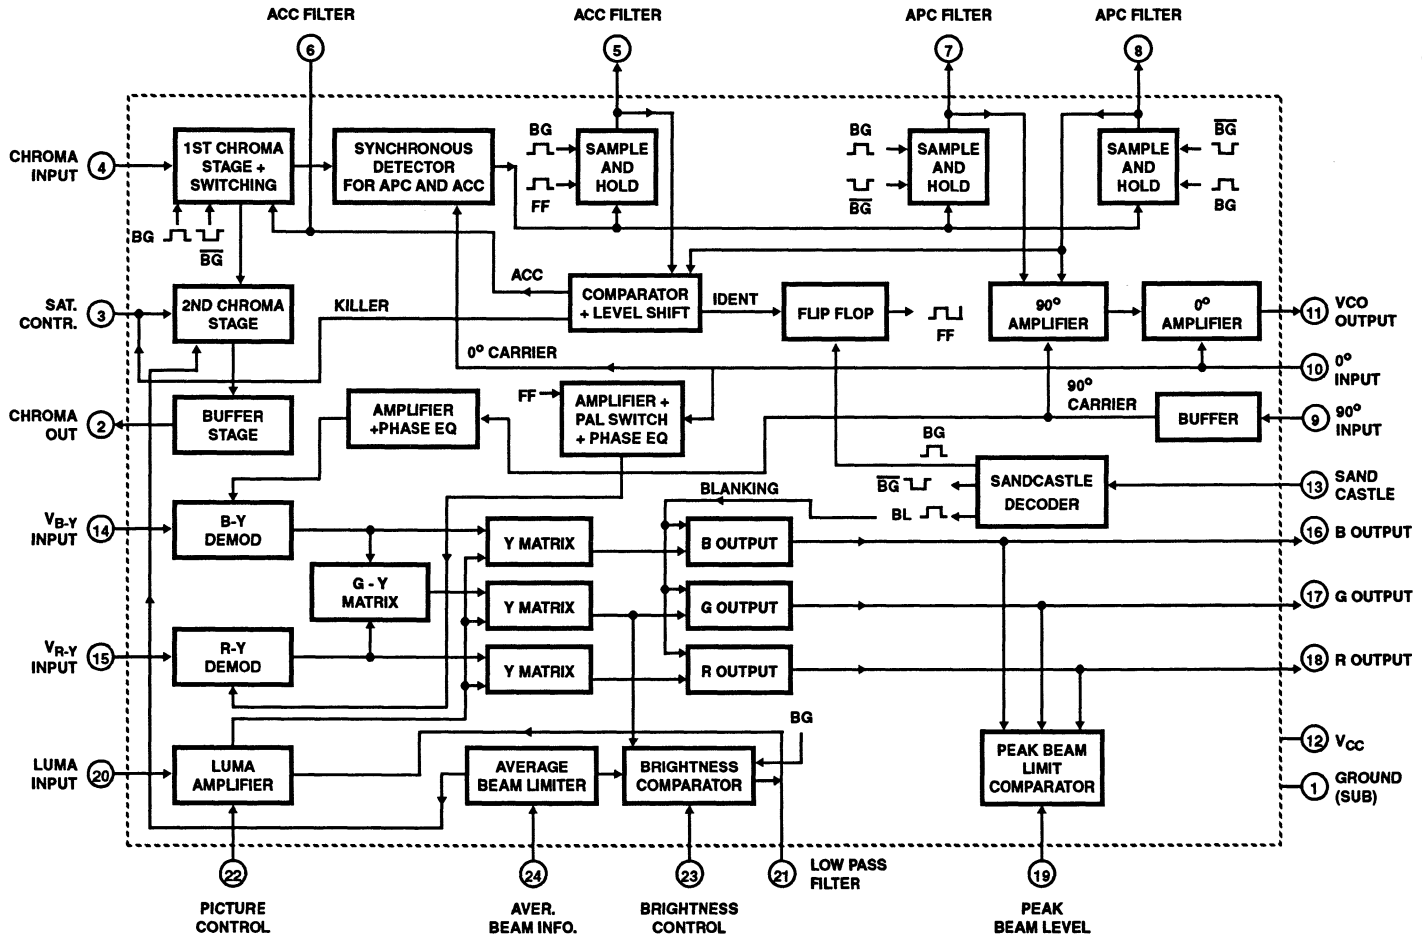 ACC FILTER
6
ACC FILTER
5
APC FILTER
7
APC FILTER
8
CHROMA
INPUT
4
1ST CHROMA
STAGE +
SWITCHING
BG
BG
SYNCHRONOUS
DETECTOR
FOR APC AND ACC
BG
FF
SAMPLE
AND
HOLD
BG
BG
SAMPLE
AND
HOLD
SAMPLE
AND
HOLD
BG
BG
SAT.
CONTR.
3
2ND CHROMA
STAGE
KILLER
ACC
COMPARATOR
+ LEVEL SHIFT
IDENT
FLIP FLOP
FF
90° 
AMPLIFIER
0°
AMPLIFIER
11
VCO
OUTPUT
0° CARRIER
10
0°
INPUT
CHROMA
OUT
2
BUFFER
STAGE
AMPLIFIER
+PHASE EQ
FF
AMPLIFIER +
PAL SWITCH
+ PHASE EQ
90°
CARRIER
BUFFER
9
90°
INPUT
BG
BG
BL
SANDCASTLE
DECODER
13
SAND
CASTLE
BLANKING
VB-Y
INPUT
14
B-Y
DEMOD
Y MATRIX
B OUTPUT
16
B OUTPUT
G - Y
MATRIX
Y MATRIX
G OUTPUT
17
G OUTPUT
VR-Y
INPUT
15
R-Y
DEMOD
Y MATRIX
R OUTPUT
18
R OUTPUT
BG
LUMA
INPUT
20
LUMA
AMPLIFIER
AVERAGE
BEAM LIMITER
BRIGHTNESS
COMPARATOR
PEAK BEAM
LIMIT
COMPARATOR
12
VCC
1
GROUND
(SUB)
22
PICTURE
CONTROL
24
AVER.
BEAM INFO.
23
BRIGHTNESS
CONTROL
21
LOW PASS
FILTER
19
PEAK
BEAM LEVEL